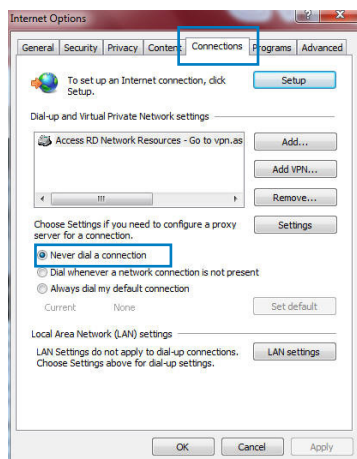 Internet Options
General Security Privacy Content Connections Programs Advanced
To set up an Internet connection, click
Setup.
Setup
Dial-up and Virtual Private Network settings
Access RD Network Resources - Go to vpn.as
Add...
Add VPN...
Remove...
Choose Settings if you need to configure a proxy
server for a connection.
Settings
Never dial a connection
Dial whenever a network connection is not present
Always dial my default connection
Current None
Set default
Local Area Network (LAN) settings
LAN Settings do not apply to dial-up connections.
Choose Settings above for dial-up settings.
LAN settings
OK Cancel Apply